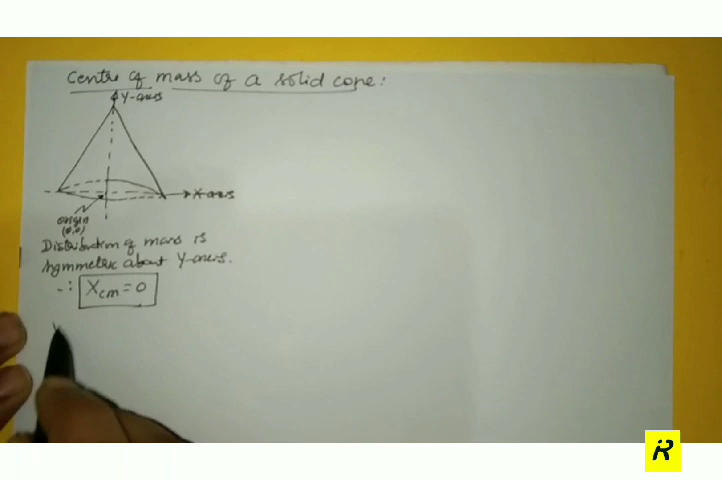 Centre of mass of a solid cone:
Y-axis
X-axis
origin
(0,0)
Distribution of mass is
symmetric about Y-axis.
∴ Xcm = 0
R